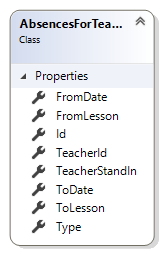 AbsencesForTea...
Class
Properties
FromDate
FromLesson
Id
TeacherId
TeacherStandIn
ToDate
ToLesson
Type